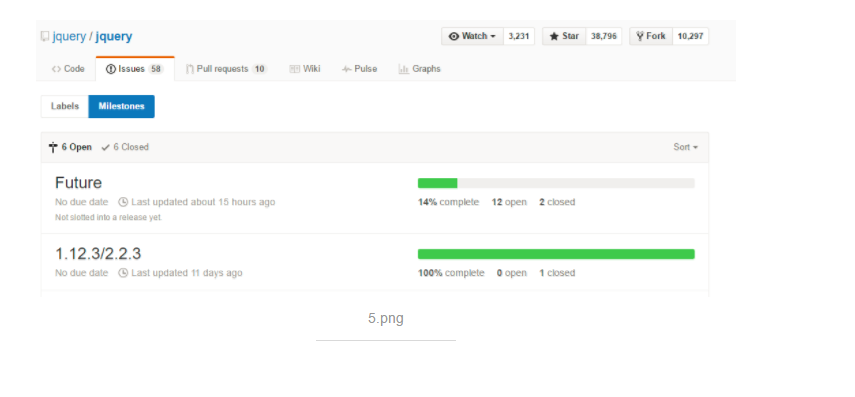 jquery / jquery Watch 3,231 Star 38,796 Fork 10,297
Code Issues 58 Pull requests 10 Wiki Pulse Graphs
Labels Milestones
6 Open 6 Closed Sort
Future
No due date Last updated about 15 hours ago 14% complete 12 open 2 closed
Not slotted into a release yet.
1.12.3/2.2.3
No due date Last updated 11 days ago 100% complete 0 open 1 closed
5.png